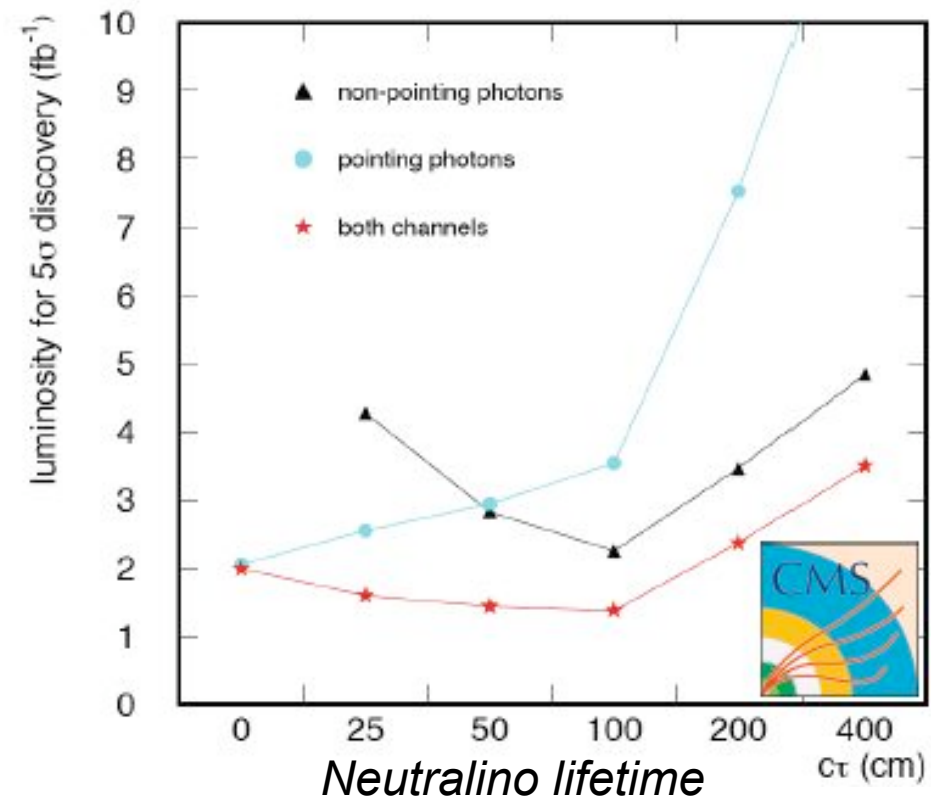 luminosity for 5σ discovery (fb⁻¹)
10
9
8
7
6
5
4
3
2
1
0
non-pointing photons
pointing photons
both channels
CMS
0 25 50 100 200 400
cτ (cm)
Neutralino lifetime